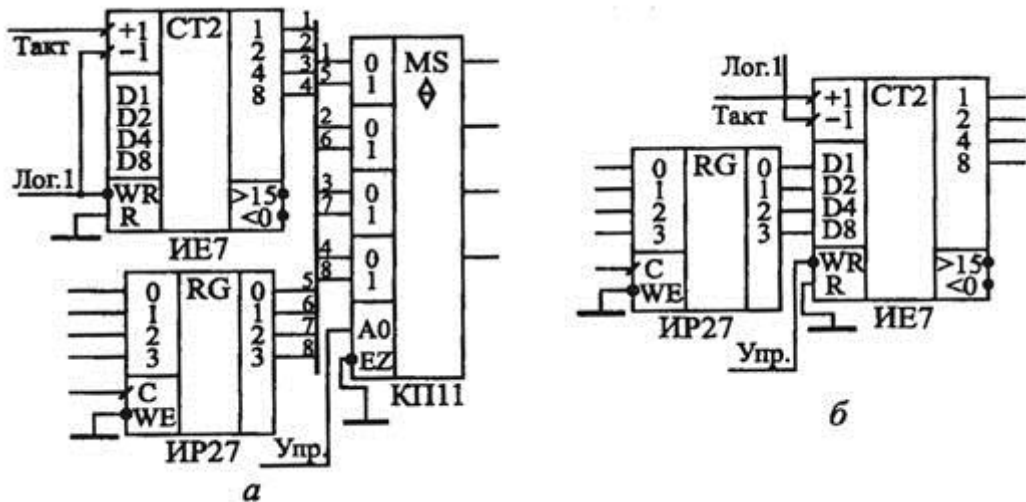 +1 CT2 1 1
Такт -1 2 2
4 3
8 4
D1
D2
D4
D8
Лог.1 WR >15
R <0
ИЕ7
1 0 MS
5 1
2 0
6 1
3 0
7 1
4 0
8 1
A0
EZ
КП11
0 RG 0 5
1 1 6
2 2 7
3 3 8
C
WE
ИР27
Упр.
а
Лог.1
Такт +1 CT2 1
-1 2
4
8
0 RG 0 D1
1 1 D2
2 2 D4
3 3 D8
C WR >15
WE R <0
ИР27 ИЕ7
Упр.
б